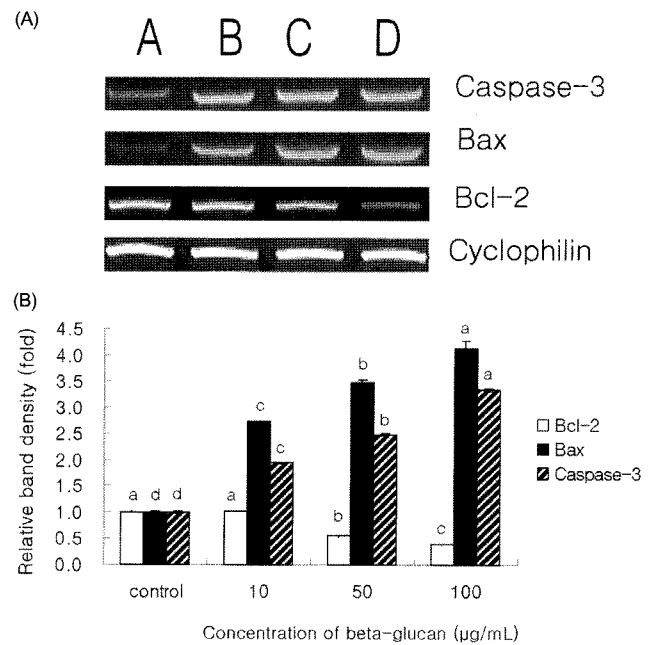 (A)
A B C D
Caspase-3
Bax
Bcl-2
Cyclophilin
(B)
Relative band density (fold)
4.5
4.0
3.5
3.0
2.5
2.0
1.5
1.0
0.5
0.0
a d d
a c c
b b b
c a a
Bcl-2
Bax
Caspase-3
control 10 50 100
Concentration of beta-glucan (μg/mL)